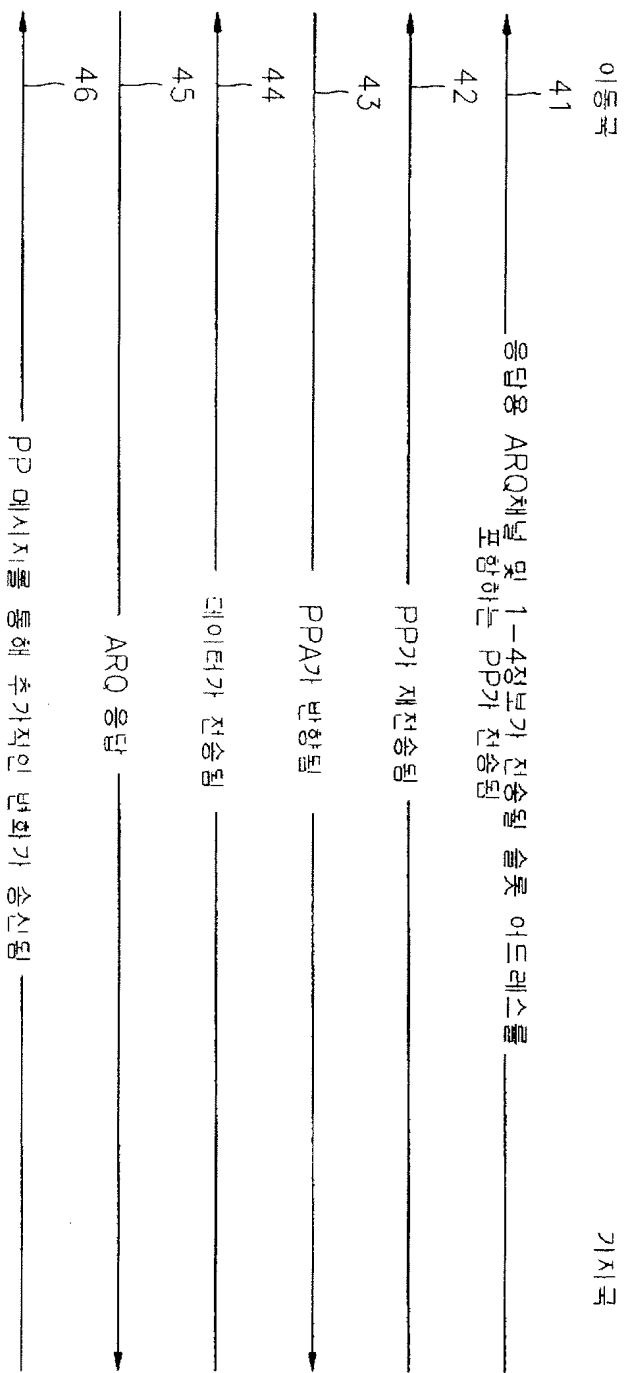 이동국
기지국
41
응답용 ARQ채널 및 1-4정보가 전송될 슬롯 어드레스를
포함하는 PP가 전송됨
42
PP가 재전송됨
43
PPA가 반향됨
44
데이터가 전송됨
45
ARQ 응답
46
PP 메시지를 통해 추가적인 변화가 송신됨